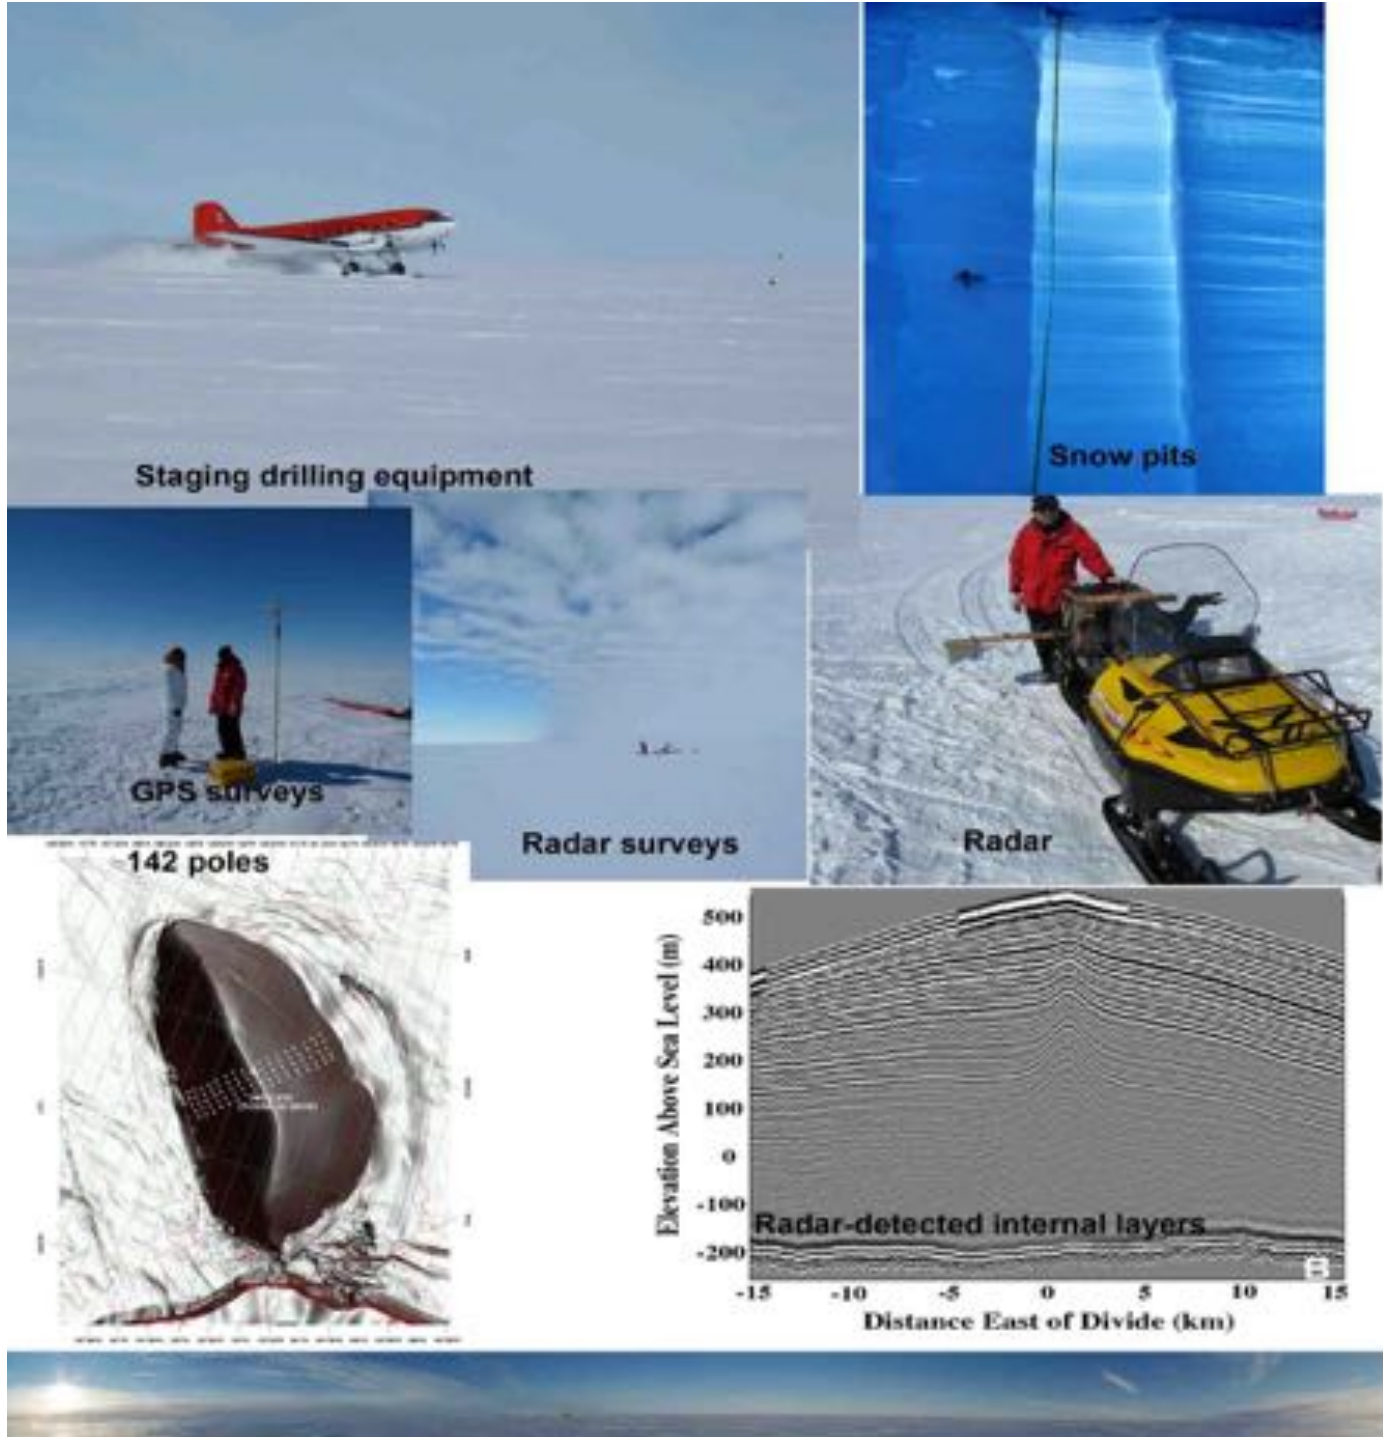 Staging drilling equipment
Snow pits
GPS surveys
Radar surveys
Radar
142 poles
Elevation Above Sea Level (m)
500
400
300
200
100
0
-100
-200
Radar-detected internal layers
B
-15 -10 -5 0 5 10 15
Distance East of Divide (km)